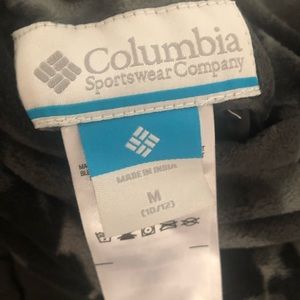 Columbia
Sportswear Company
MADE IN INDIA
M
(10/12)